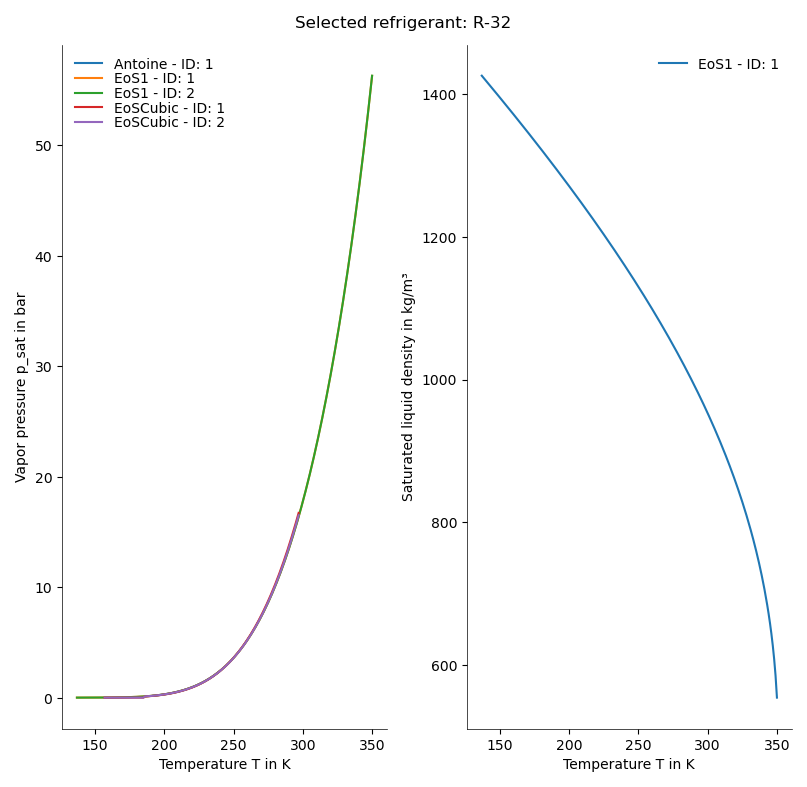 Selected refrigerant: R-32
Antoine - ID: 1
EoS1 - ID: 1
EoS1 - ID: 2
EoSCubic - ID: 1
EoSCubic - ID: 2
50
40
30
20
10
0
150
200
250
300
350
Temperature T in K
Vapor pressure p_sat in bar
EoS1 - ID: 1
1400
1200
1000
800
600
150
200
250
300
350
Temperature T in K
Saturated liquid density in kg/m³